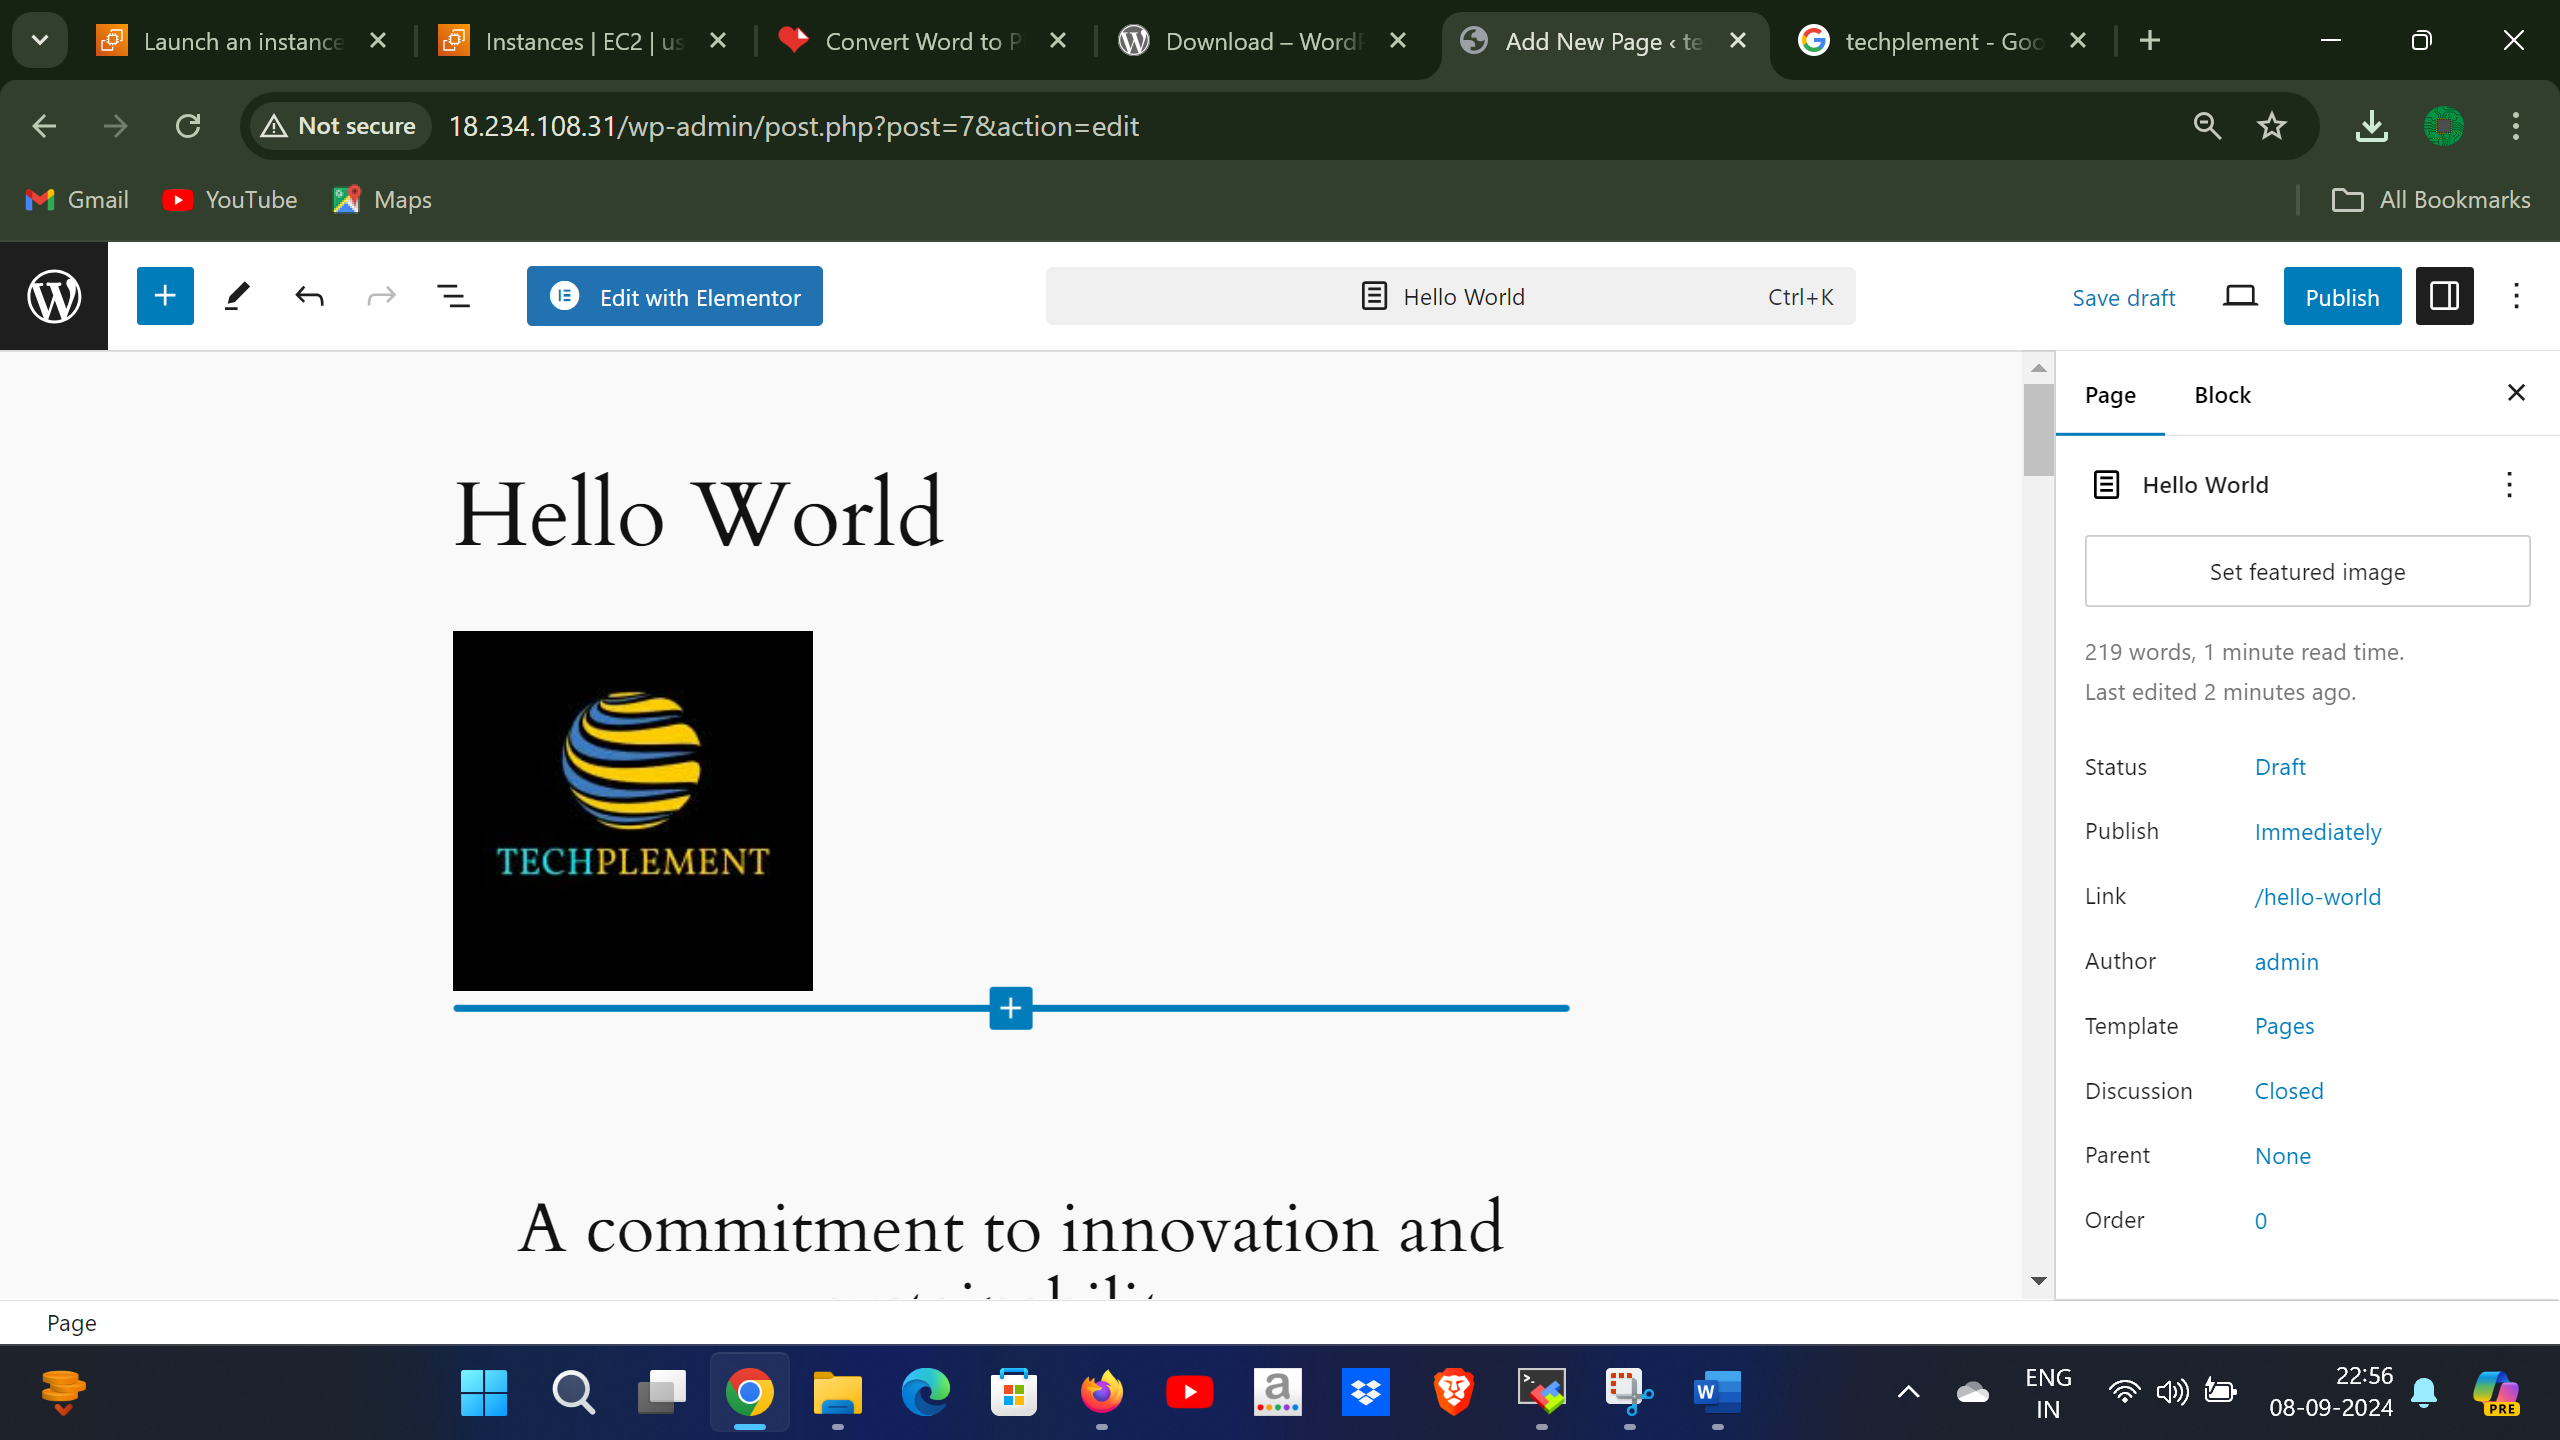 Launch an instance
Instances | EC2 | us
Convert Word to P
Download – WordP
Add New Page ‹ te
techplement - Goo
Not secure
18.234.108.31/wp-admin/post.php?post=7&action=edit
Gmail
YouTube
Maps
All Bookmarks
Edit with Elementor
Hello World
Ctrl+K
Save draft
Publish
Page
Block
Hello World
Set featured image
219 words, 1 minute read time.
Last edited 2 minutes ago.
Status Draft
Publish Immediately
Link /hello-world
Author admin
Template Pages
Discussion Closed
Parent None
Order 0
Hello World
TECHPLEMENT
A commitment to innovation and
Page
ENG
IN
22:56
08-09-2024
PRE